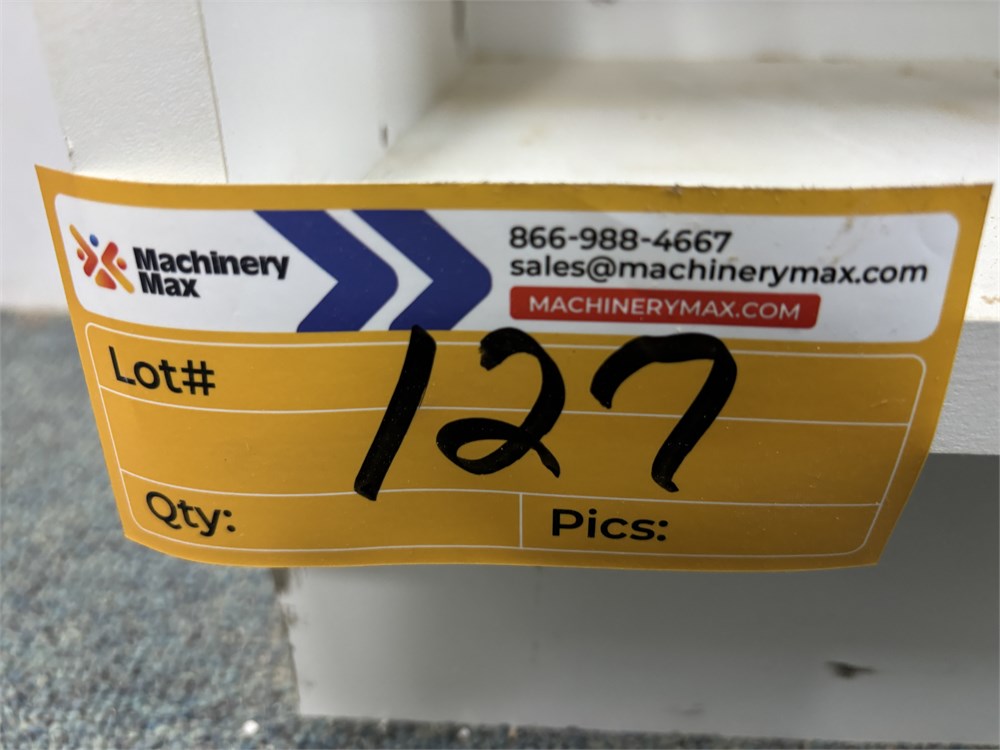 Machinery
Max
866-988-4667
sales@machinerymax.com
MACHINERYMAX.COM
Lot# 127
Qty:
Pics: